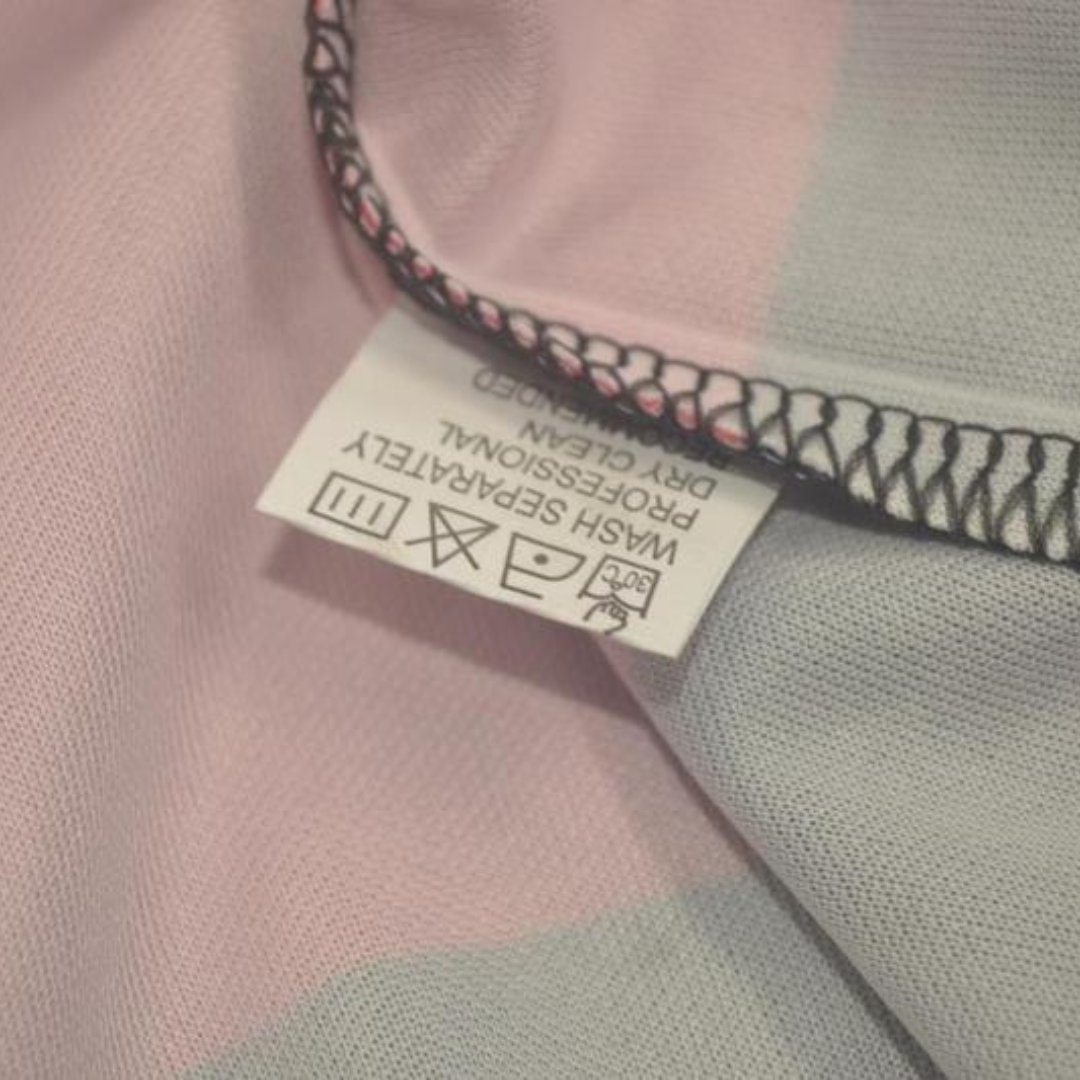 30°C
WASH SEPARATELY
PROFESSIONAL
DRY CLEAN
RECOMMENDED